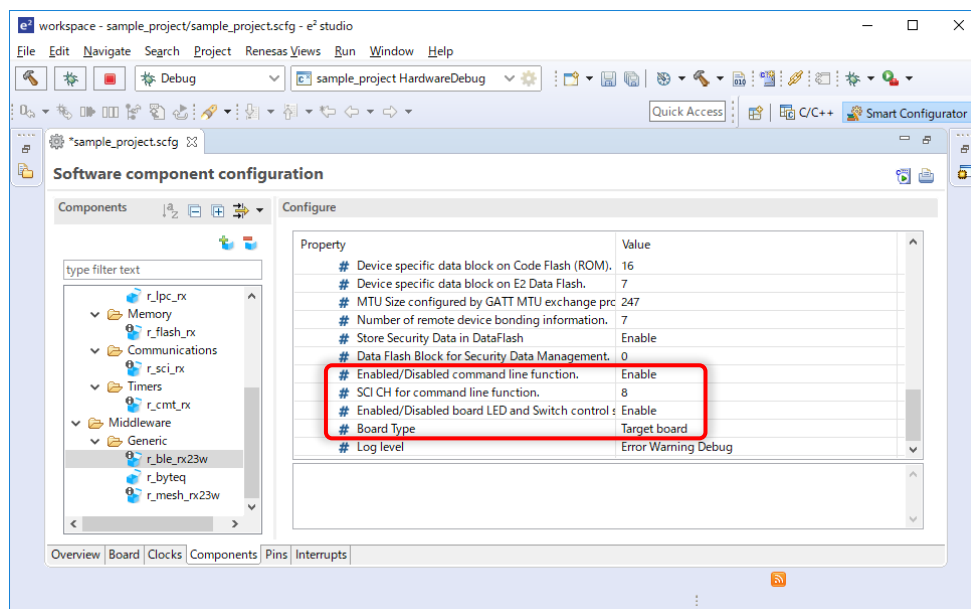 e² workspace - sample_project/sample_project.scfg - e² studio
File Edit Navigate Search Project Renesas Views Run Window Help
Debug sample_project HardwareDebug
Quick Access C/C++ Smart Configurator
*sample_project.scfg
Software component configuration
Components Configure
type filter text
Property Value
# Device specific data block on Code Flash (ROM). 16
# Device specific data block on E2 Data Flash. 7
# MTU Size configured by GATT MTU exchange prc 247
# Number of remote device bonding information. 7
# Store Security Data in DataFlash Enable
# Data Flash Block for Security Data Management. 0
# Enabled/Disabled command line function. Enable
# SCI CH for command line function. 8
# Enabled/Disabled board LED and Switch control s Enable
# Board Type Target board
# Log level Error Warning Debug
r_lpc_rx
Memory
r_flash_rx
Communications
r_sci_rx
Timers
r_cmt_rx
Middleware
Generic
r_ble_rx23w
r_byteq
r_mesh_rx23w
Overview Board Clocks Components Pins Interrupts